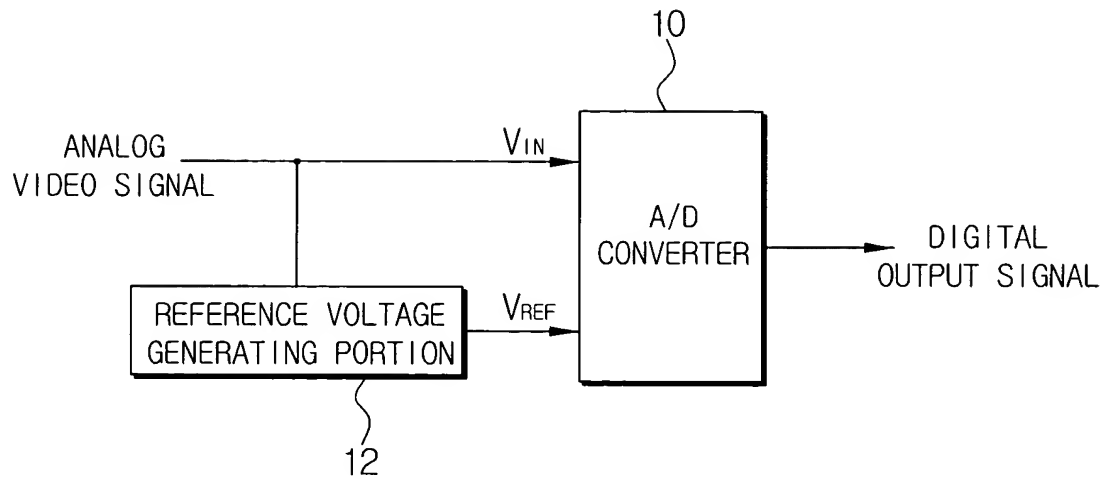 10
ANALOG
VIDEO SIGNAL
VIN
A/D
CONVERTER
DIGITAL
OUTPUT SIGNAL
REFERENCE VOLTAGE
GENERATING PORTION
VREF
12